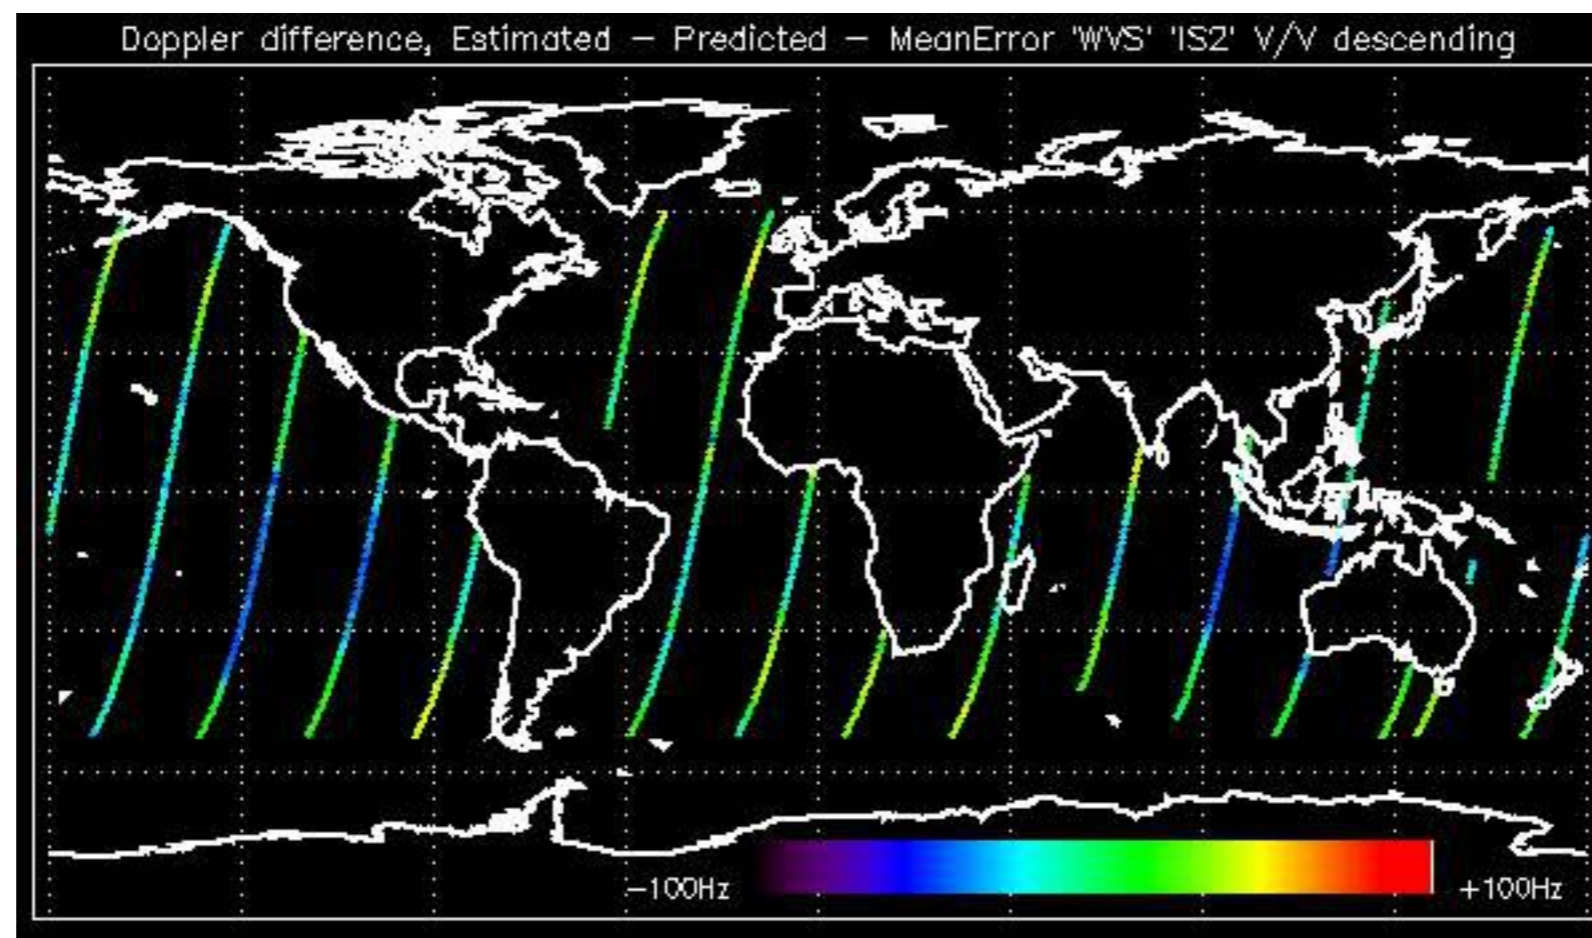 Doppler difference, Estimated - Predicted - MeanError 'WVS' 'IS2' V/V descending
-100Hz +100Hz